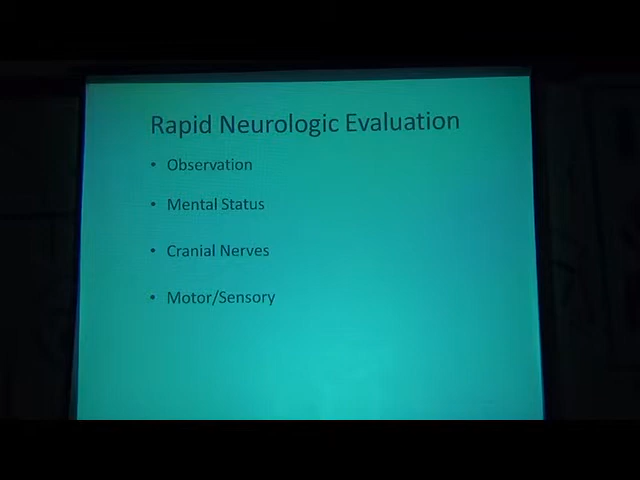 Rapid Neurologic Evaluation
• Observation
• Mental Status
• Cranial Nerves
• Motor/Sensory